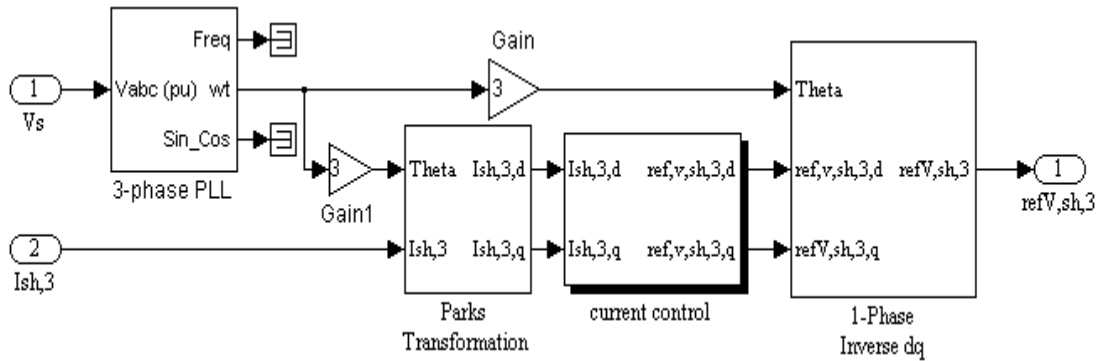 1
Vs
2
Ish,3
Freq
Vabc (pu) wt
Sin_Cos
3-phase PLL
Gain
3
3
Gain1
Theta Ish,3,d
Ish,3 Ish,3,q
Parks
Transformation
Ish,3,d ref,v,sh,3,d
Ish,3,q ref,v,sh,3,q
current control
Theta
ref,v,sh,3,d refV,sh,3
refV,sh,3,q
1-Phase
Inverse dq
1
refV,sh,3